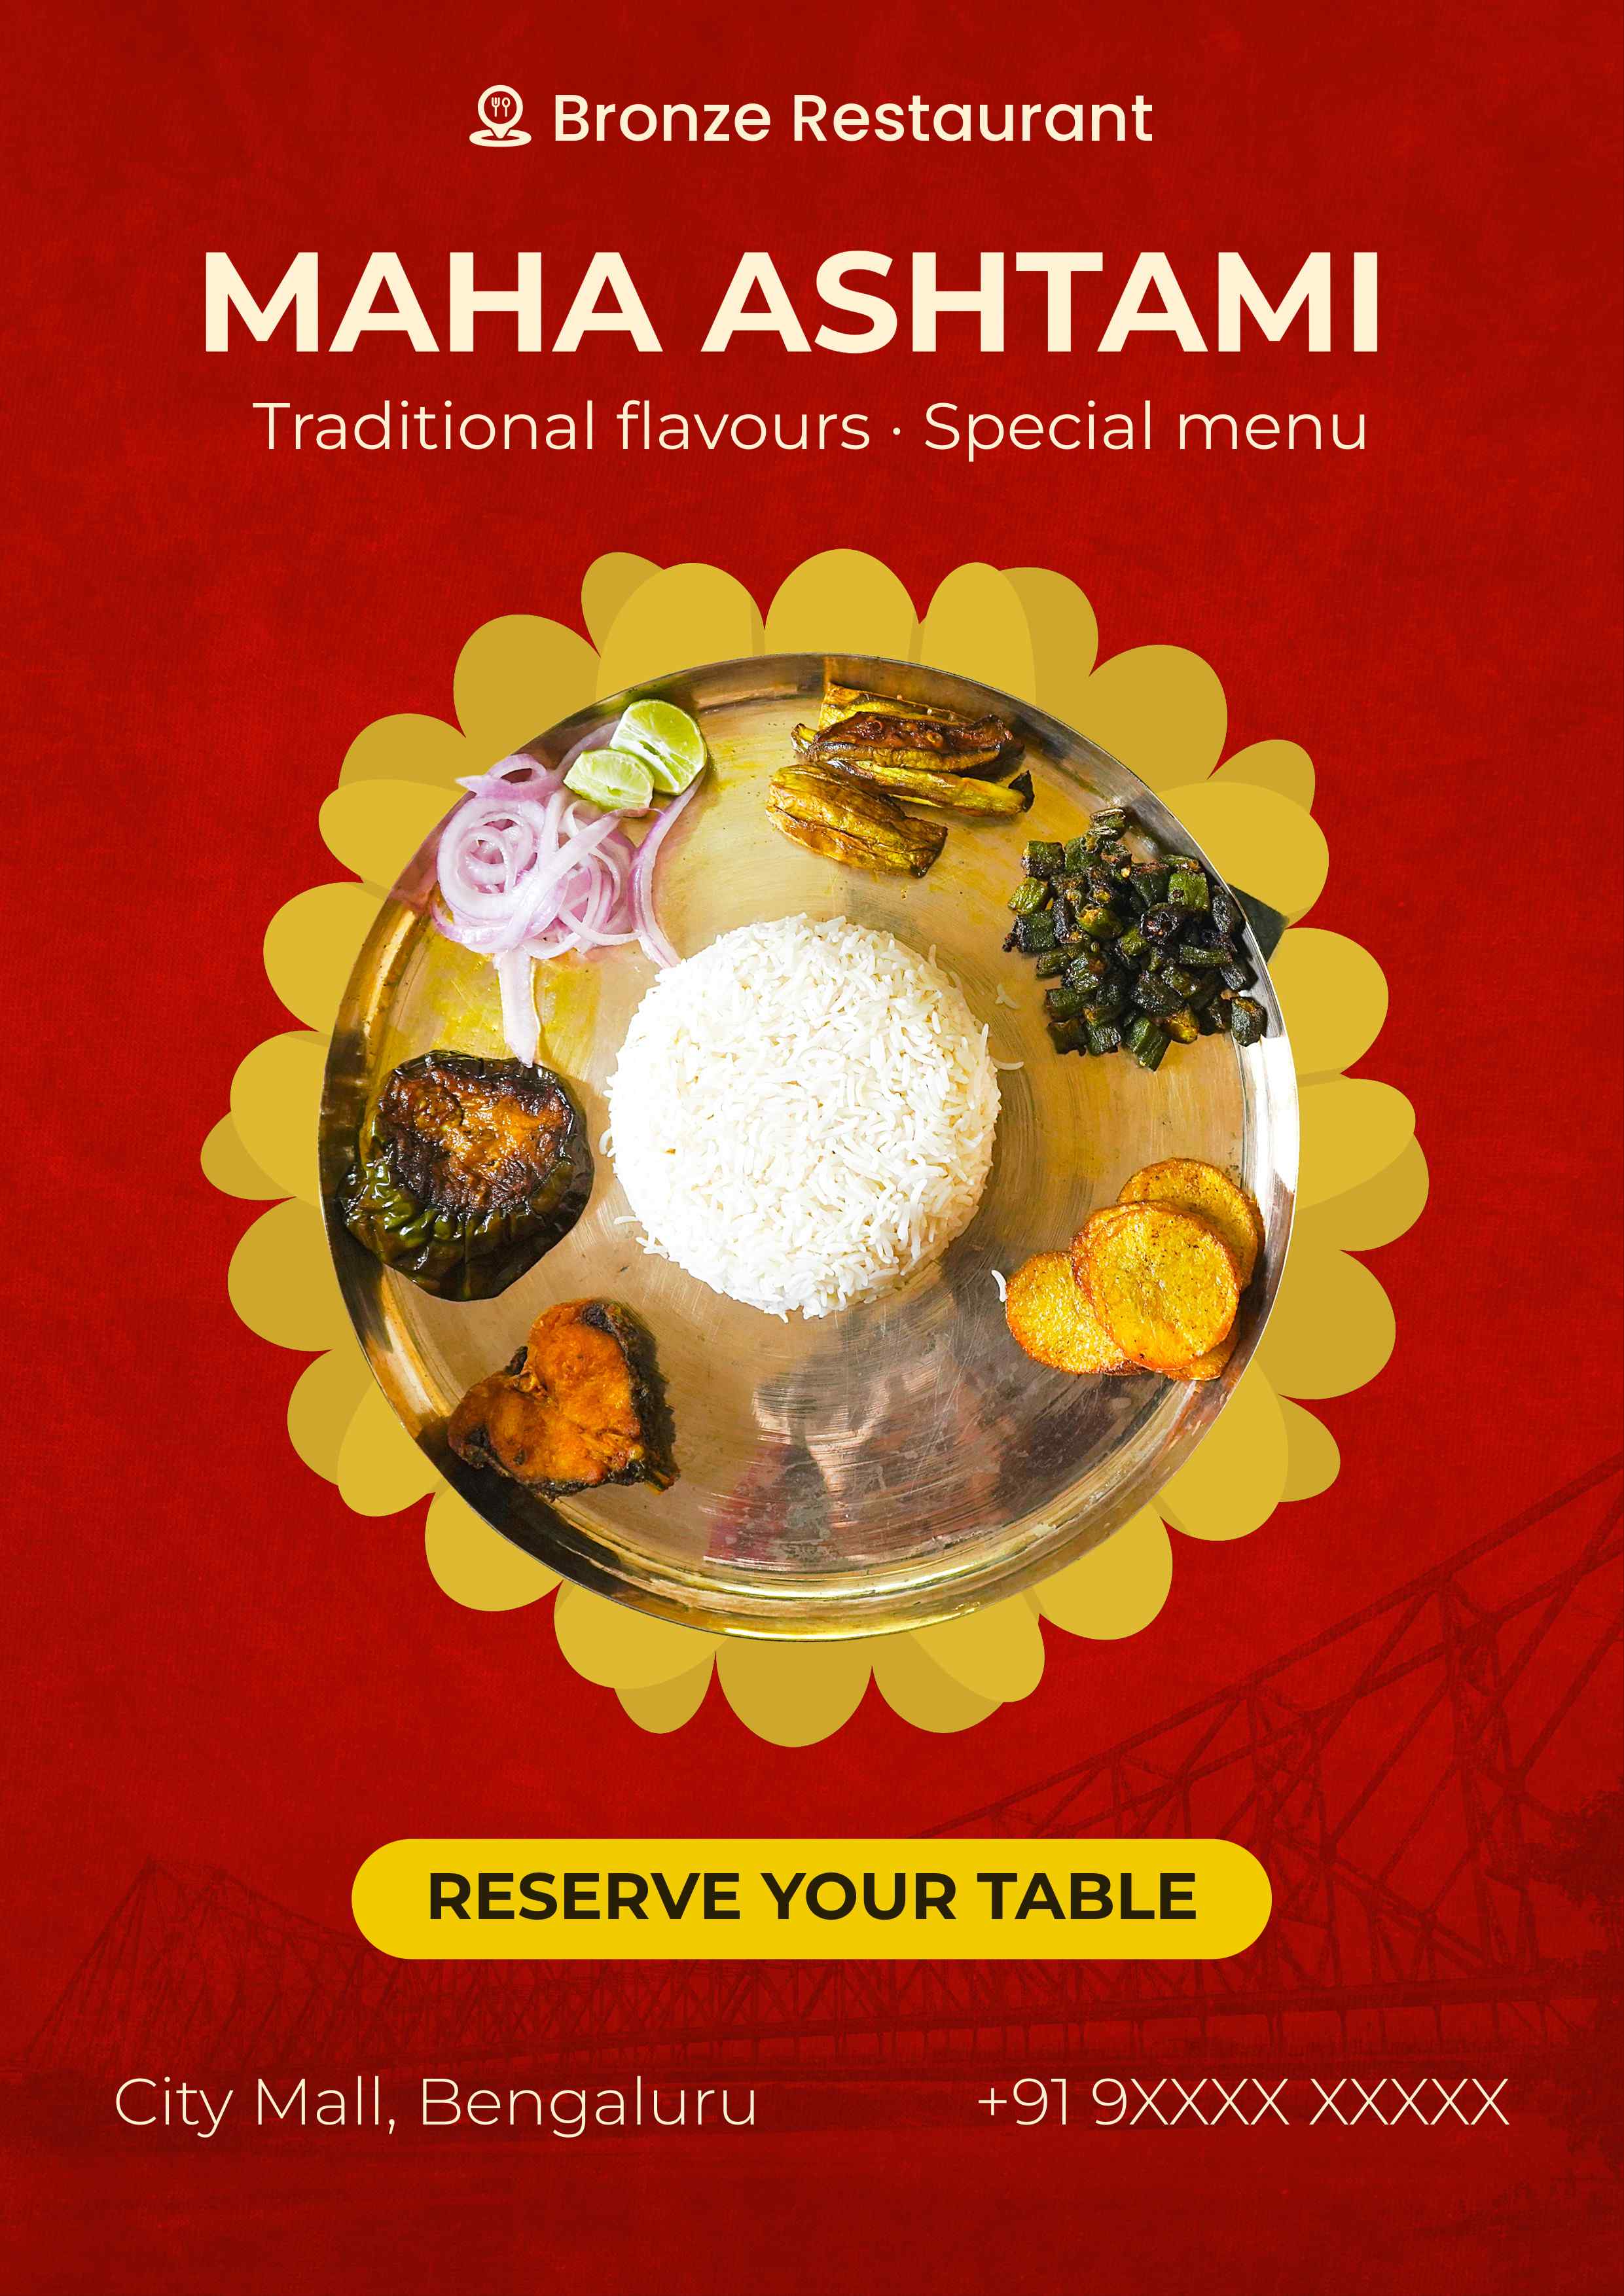 Bronze Restaurant
MAHA ASHTAMI
Traditional flavours · Special menu
RESERVE YOUR TABLE
City Mall, Bengaluru
+91 9XXXX XXXXX